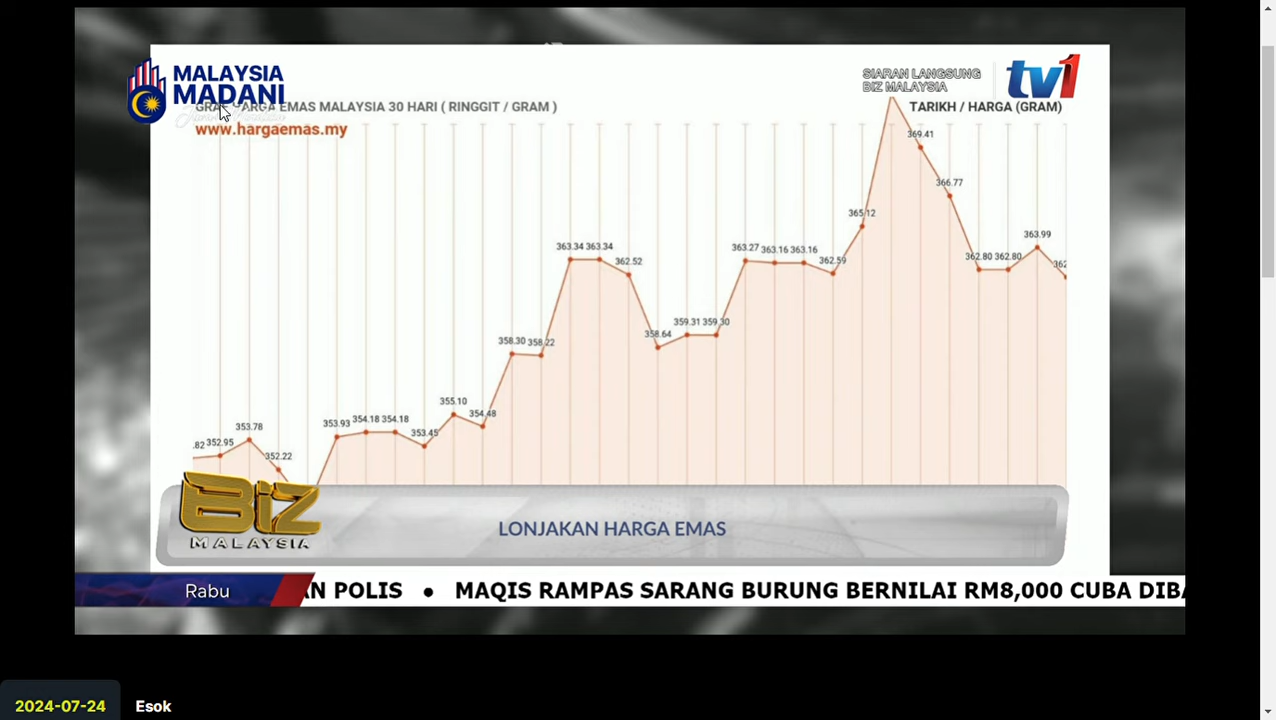 MALAYSIA
MADANI
SIARAN LANGSUNG
BIZ MALAYSIA
tv1
HARGA EMAS MALAYSIA 30 HARI ( RINGGIT / GRAM )
TARIKH / HARGA (GRAM)
www.hargaemas.my
369.41
366.77
365.12
363.99
363.34 363.34
362.52
363.27 363.16 363.16
362.59
362.80 362.80
362
358.64
359.31 359.30
358.30 358.22
355.10
354.48
353.93 354.18 354.18
353.45
353.78
.82 352.95
352.22
Biz
MALAYSIA
LONJAKAN HARGA EMAS
Rabu
AN POLIS • MAQIS RAMPAS SARANG BURUNG BERNILAI RM8,000 CUBA DIBA
2024-07-24
Esok